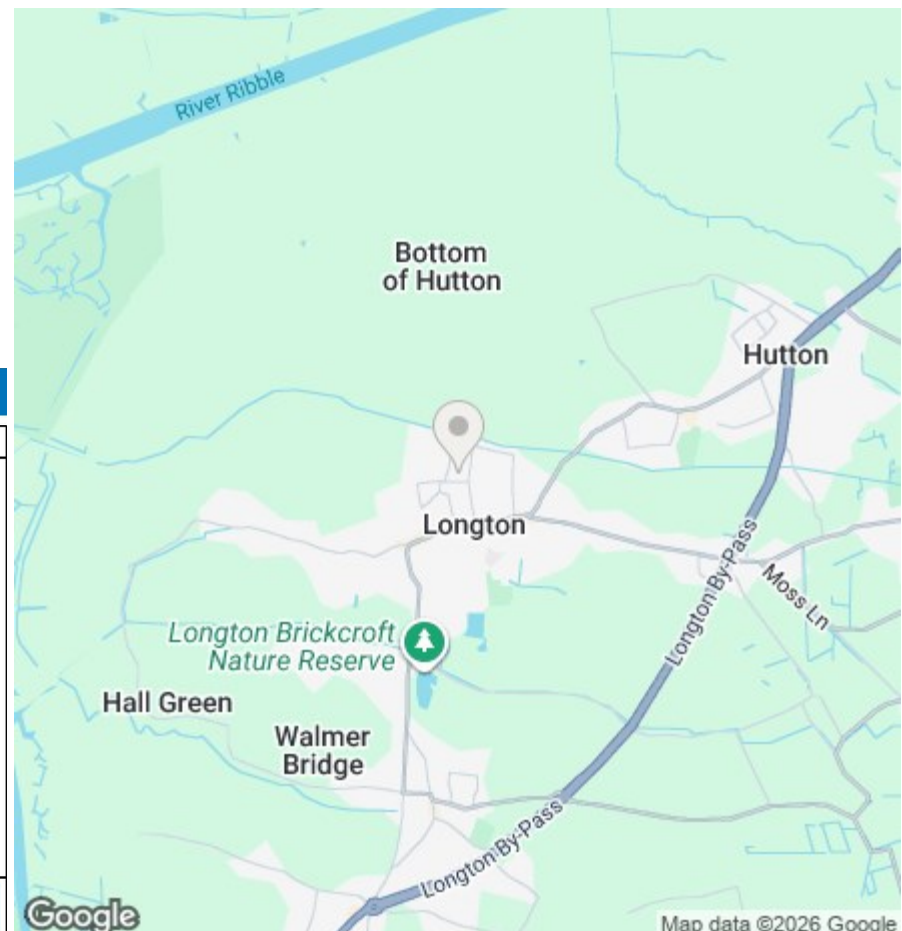 River Ribble
Bottom
of Hutton
Hutton
Longton
Longton By-Pass
Moss Ln
Longton Brickcroft
Nature Reserve
Hall Green
Walmer
Bridge
Longton By-Pass
Google
Map data ©2026 Google